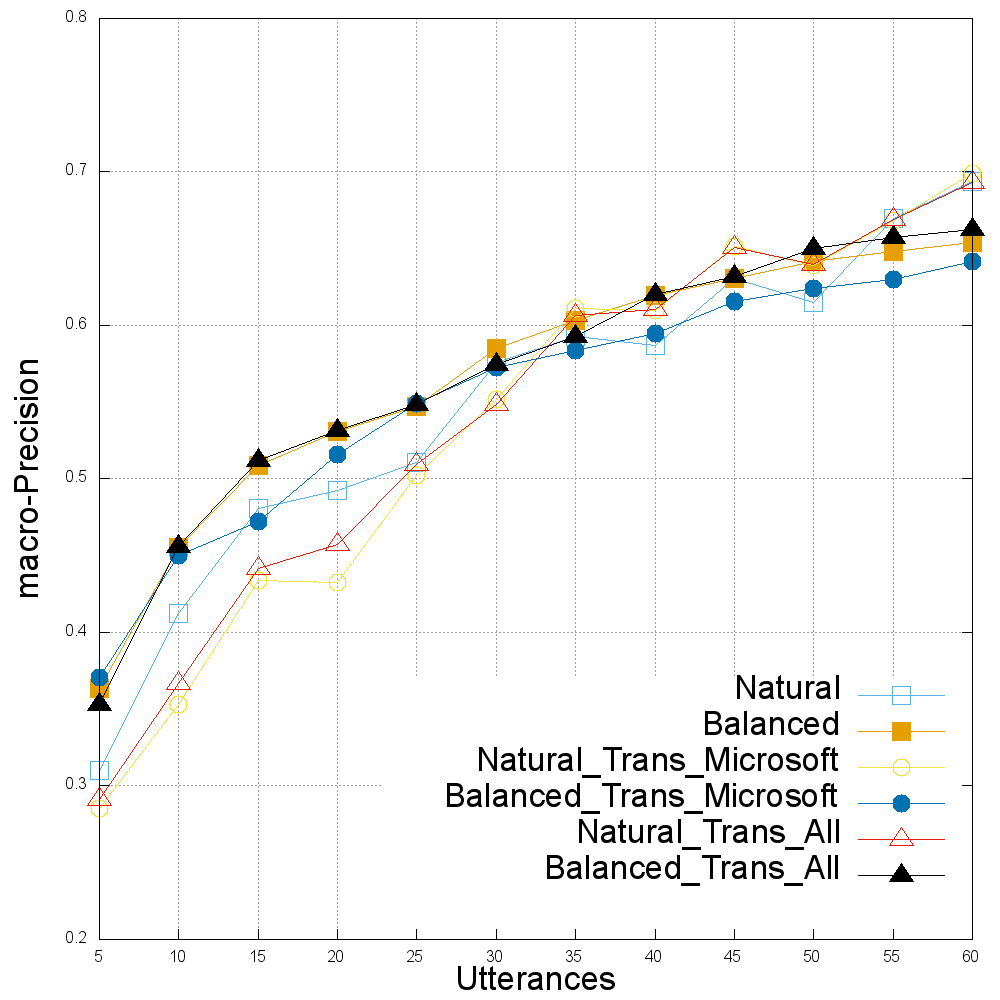 0.8
0.7
0.6
0.5
0.4
0.3
0.2
macro-Precision
Natural
Balanced
Natural_Trans_Microsoft
Balanced_Trans_Microsoft
Natural_Trans_All
Balanced_Trans_All
5 10 15 20 25 30 35 40 45 50 55 60
Utterances